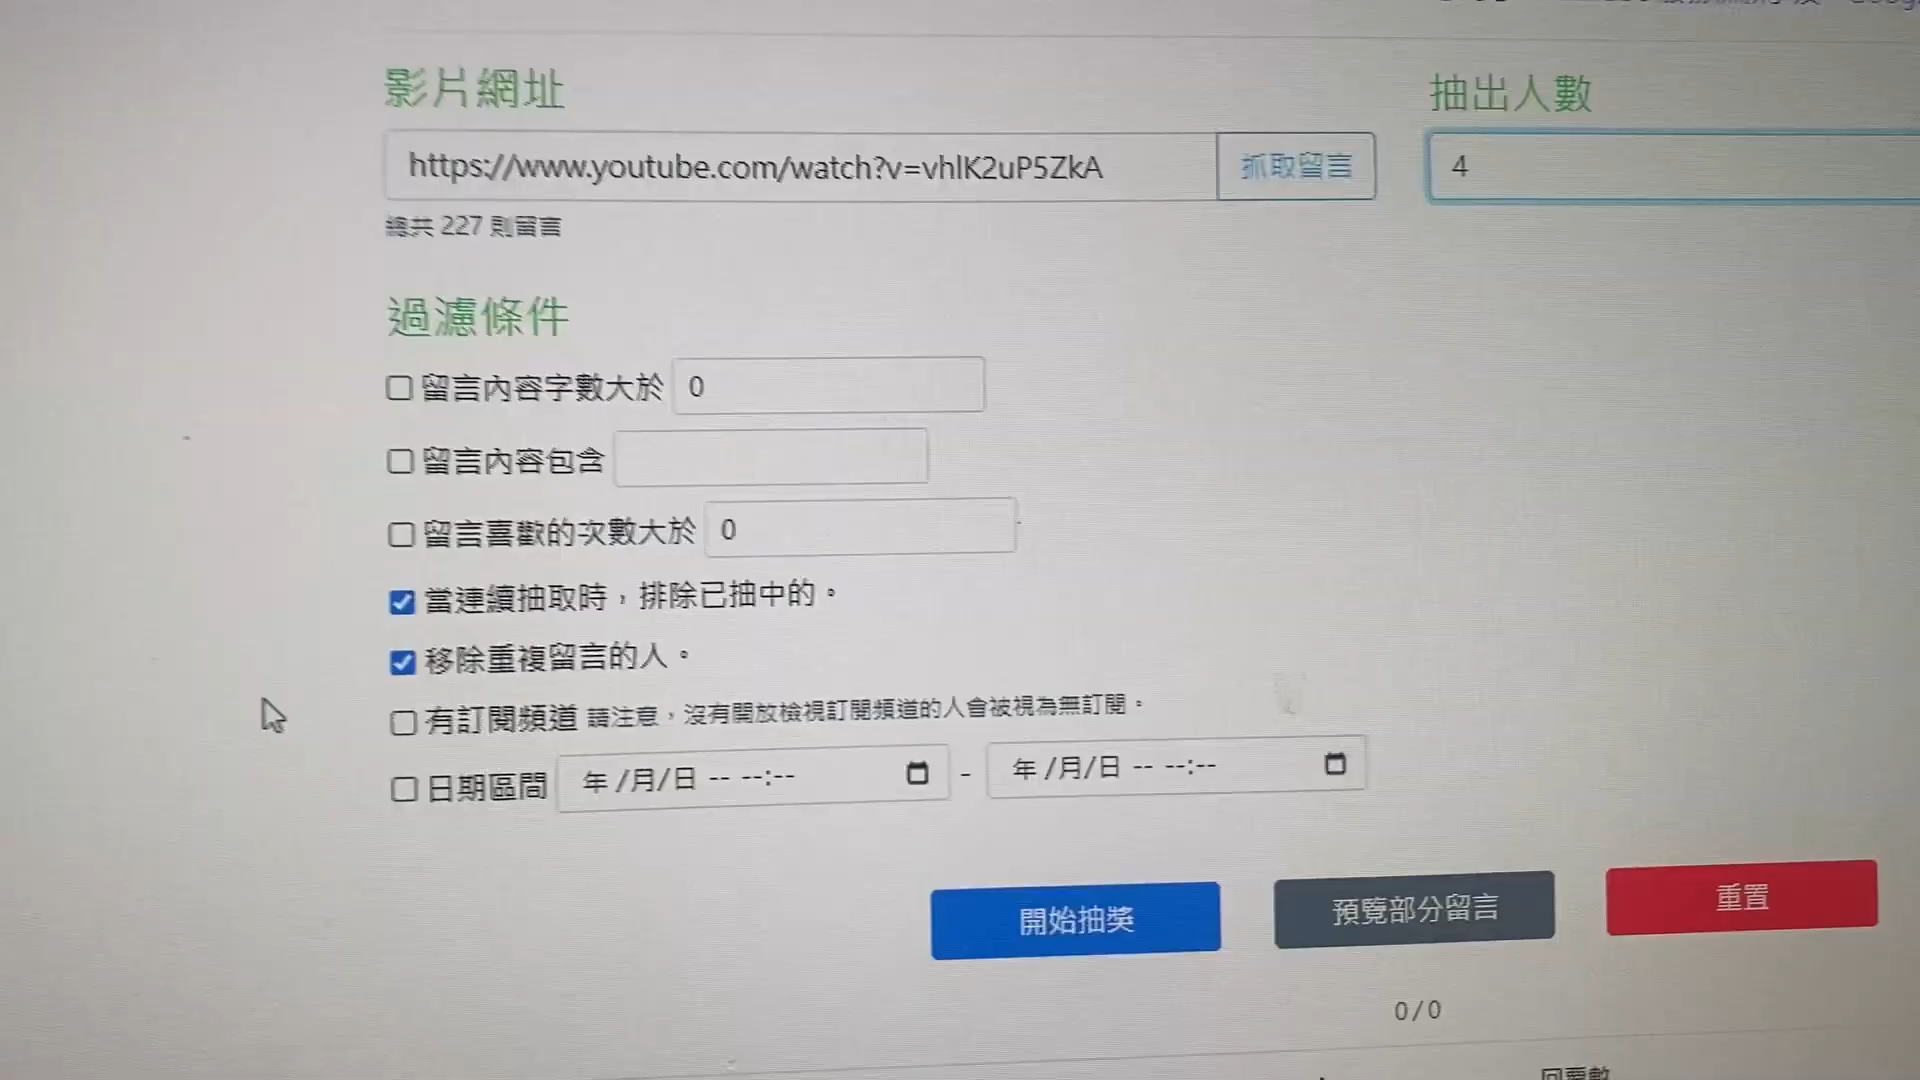 影片網址
抽出人數
https://www.youtube.com/watch?v=vhlK2uP5ZkA
抓取留言
4
總共 227 則留言
過濾條件
留言內容字數大於 0
留言內容包含
留言喜歡的次數大於 0
當連續抽取時，排除已抽中的。
移除重複留言的人。
有訂閱頻道 請注意，沒有開放檢視訂閱頻道的人會被視為無訂閱。
日期區間 年 /月/日 -- --:-- - 年 /月/日 -- --:--
開始抽獎
預覽部分留言
重置
0/0